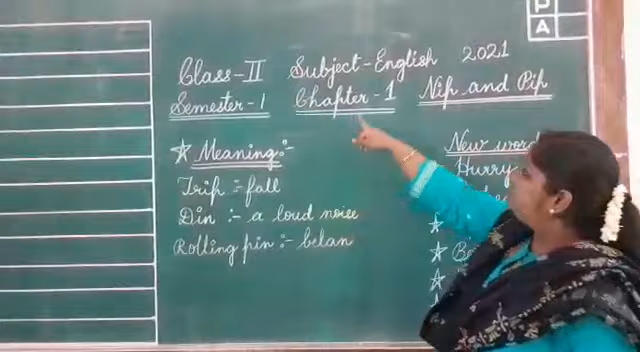 Class-II Subject-English 2021
Semester-1 Chapter-1 Nip and Pip
☆ Meaning :- New word
Trip :- fall Hurry
Din :- a loud noise
Rolling pin :- belan
P
A